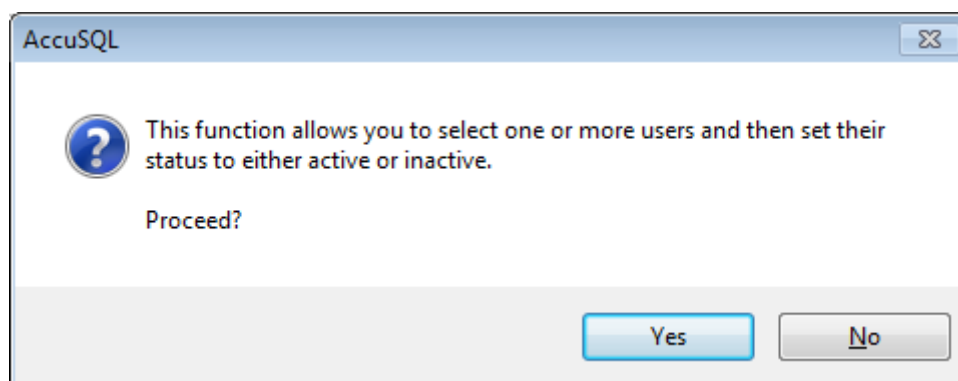 AccuSQL
This function allows you to select one or more users and then set their
status to either active or inactive.
Proceed?
Yes
No